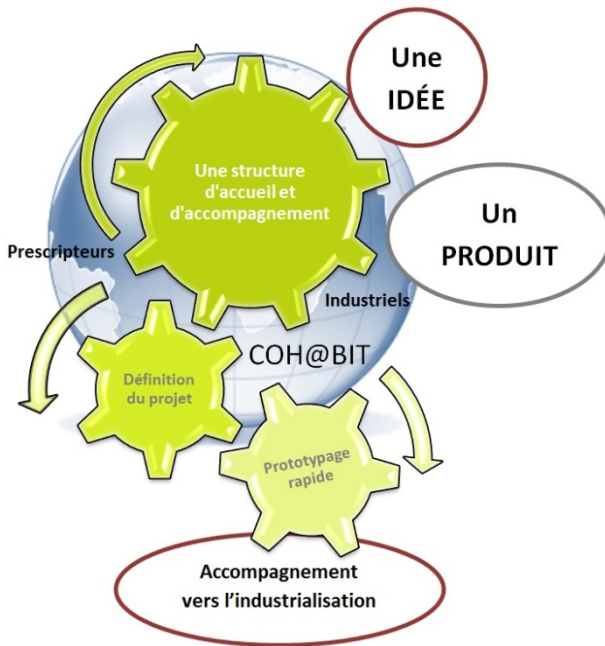 Une
IDÉE
Une structure
d'accueil et
d'accompagnement
Un
PRODUIT
Prescripteurs
Industriels
COH@BIT
Définition
du projet
Prototypage
rapide
Accompagnement
vers l'industrialisation